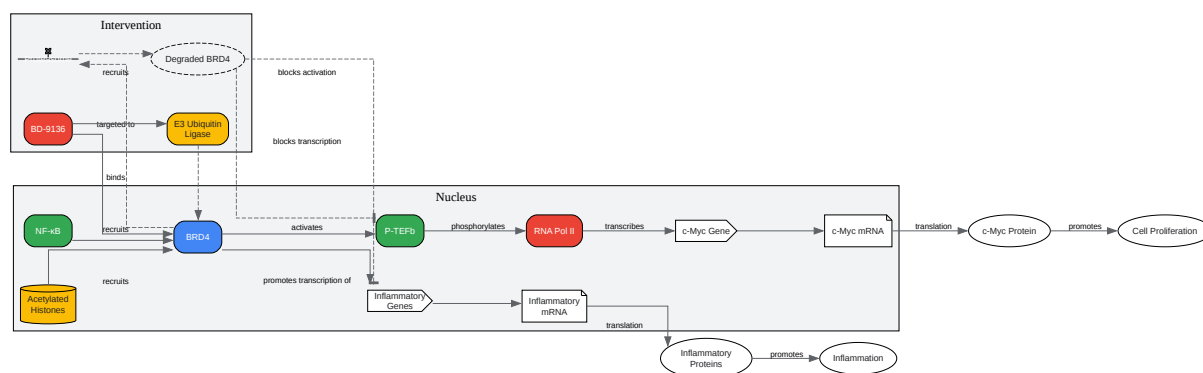 Intervention
Degraded BRD4
recruits
blocks activation
BD-9136
targeted to
E3 Ubiquitin
Ligase
blocks transcription
binds
Nucleus
NF-κB
recruits
BRD4
activates
P-TEFb
phosphorylates
RNA Pol II
transcribes
c-Myc Gene
c-Myc mRNA
translation
c-Myc Protein
promotes
Cell Proliferation
recruits
promotes transcription of
Acetylated
Histones
Inflammatory
Genes
Inflammatory
mRNA
translation
Inflammatory
Proteins
promotes
Inflammation